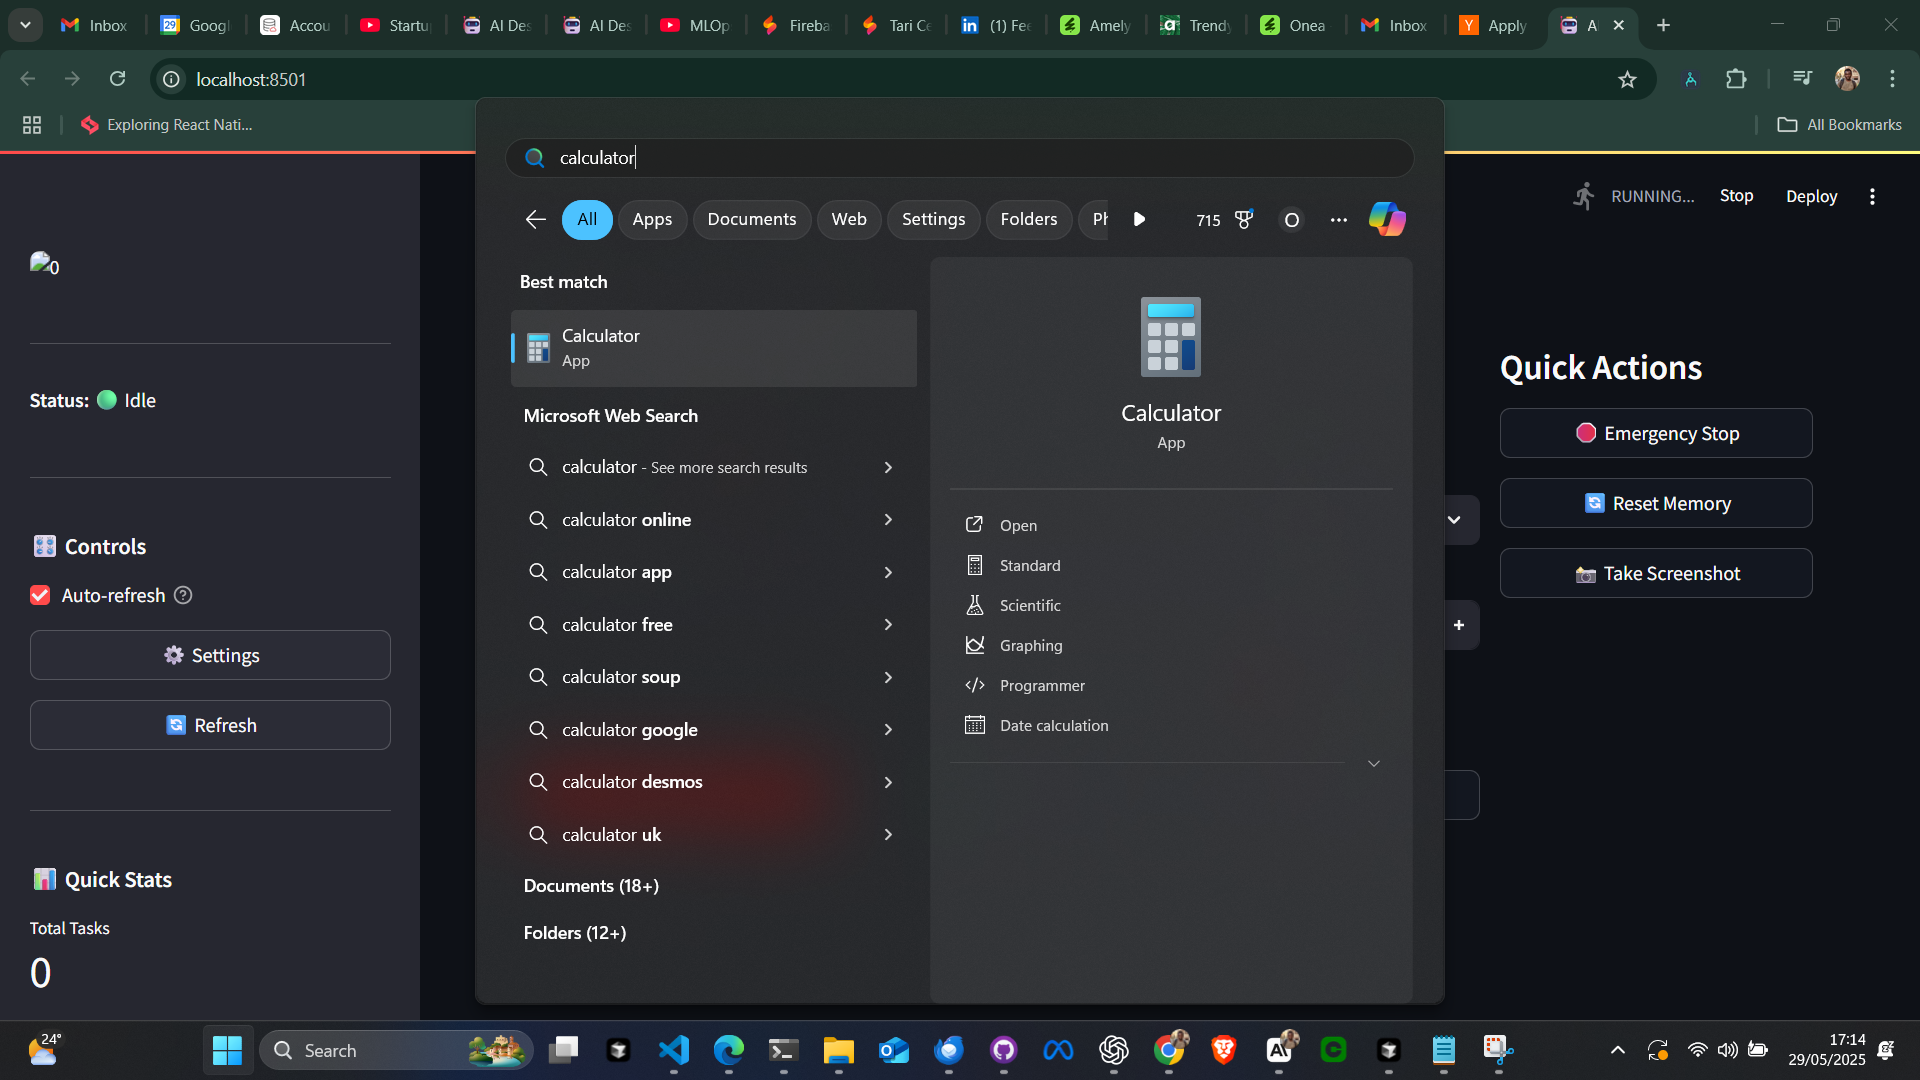 Inbox
Googl
Accou
Startu
AI Des
AI Des
MLOp
Fireba
Tari Ce
(1) Fee
Amely
Trendy
Onea
Inbox
Apply
localhost:8501
Exploring React Nati...
All Bookmarks
calculator
All
Apps
Documents
Web
Settings
Folders
715
O
RUNNING...
Stop
Deploy
0
Status: Idle
Controls
Auto-refresh
Settings
Refresh
Quick Stats
Total Tasks
0
Best match
Calculator
App
Microsoft Web Search
calculator - See more search results
calculator online
calculator app
calculator free
calculator soup
calculator google
calculator desmos
calculator uk
Documents (18+)
Folders (12+)
Calculator
App
Open
Standard
Scientific
Graphing
Programmer
Date calculation
Quick Actions
Emergency Stop
Reset Memory
Take Screenshot
24°
Search
17:14
29/05/2025